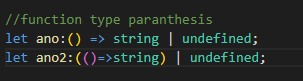 //function type paranthesis
let ano:() => string | undefined;
let ano2:(()=>string) | undefined;